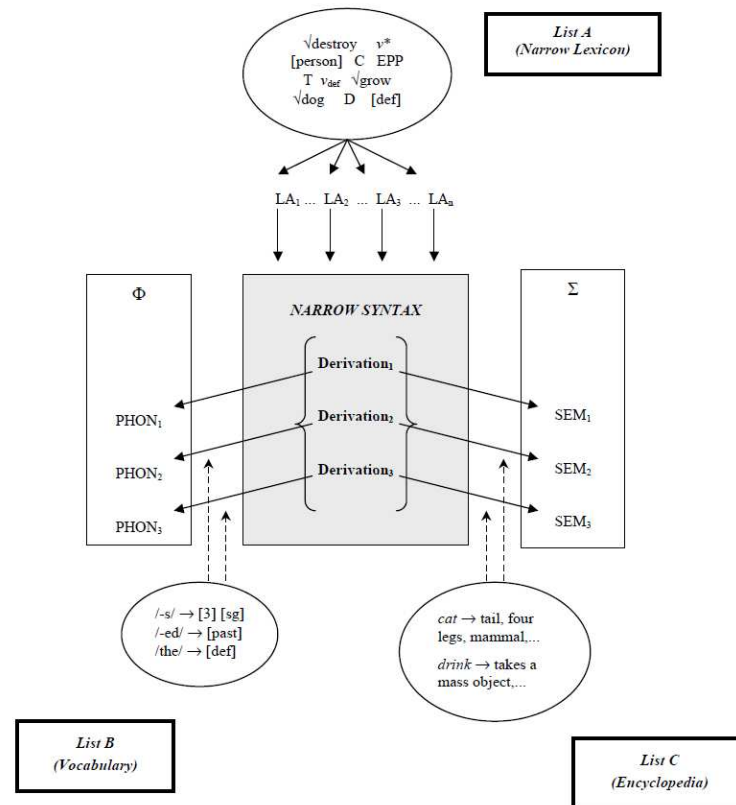 List A
(Narrow Lexicon)
√destroy v*
[person] C EPP
T v_def √grow
√dog D [def]
LA₁ ... LA₂ ... LA₃ ... LAₙ
Φ
NARROW SYNTAX
Σ
Derivation₁
Derivation₂
Derivation₃
PHON₁
PHON₂
PHON₃
SEM₁
SEM₂
SEM₃
/-s/ → [3] [sg]
/-ed/ → [past]
/the/ → [def]
cat → tail, four
legs, mammal,...
drink → takes a
mass object,...
List B
(Vocabulary)
List C
(Encyclopedia)